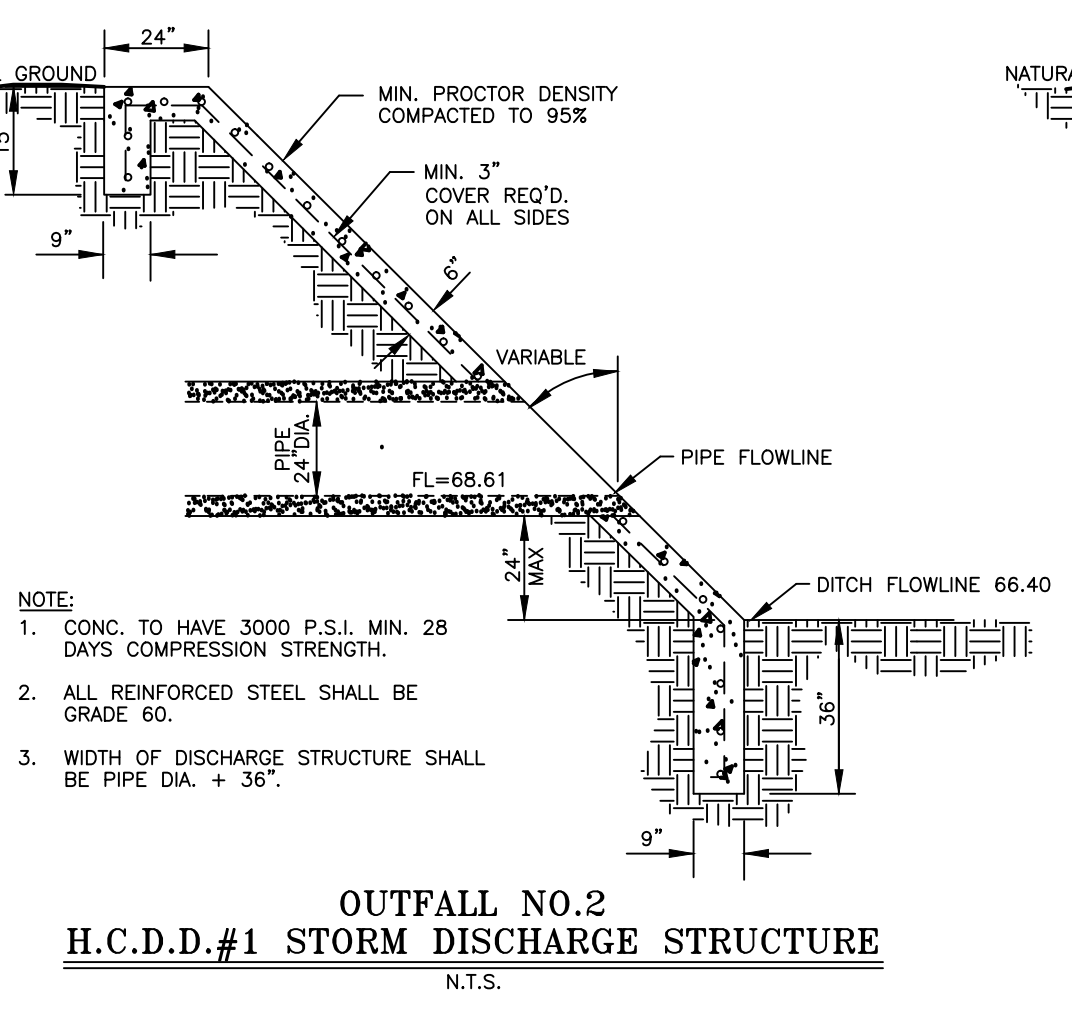 24"
GROUND
NATURA
MIN. PROCTOR DENSITY
COMPACTED TO 95%
MIN. 3"
COVER REQ'D.
ON ALL SIDES
9"
6"
VARIABLE
PIPE
24"DIA.
PIPE FLOWLINE
FL=68.61
24"
MAX
DITCH FLOWLINE 66.40
NOTE:
1. CONC. TO HAVE 3000 P.S.I. MIN. 28
DAYS COMPRESSION STRENGTH.
2. ALL REINFORCED STEEL SHALL BE
GRADE 60.
36"
3. WIDTH OF DISCHARGE STRUCTURE SHALL
BE PIPE DIA. + 36".
9"
OUTFALL NO.2
H.C.D.D.#1 STORM DISCHARGE STRUCTURE
N.T.S.